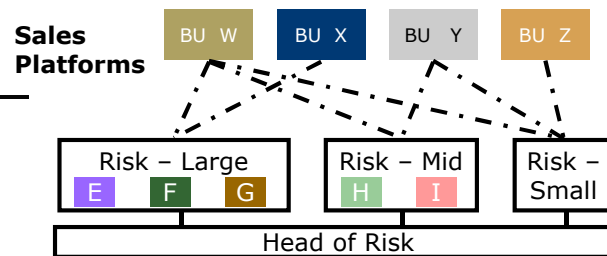 Sales
Platforms
BU W
BU X
BU Y
BU Z
Risk – Large
E F G
Risk – Mid
H I
Risk –
Small
Head of Risk